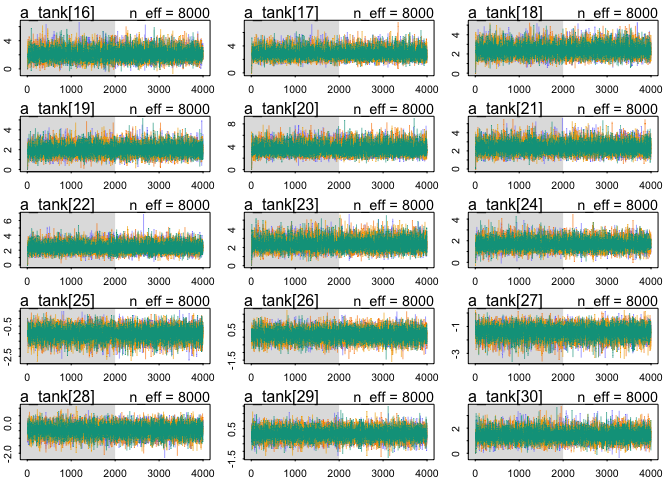 a_tank[16] n_eff = 8000 a_tank[17] n_eff = 8000 a_tank[18] n_eff = 8000
4 4 4
2
0 0 0
0 1000 2000 3000 4000 0 1000 2000 3000 4000 0 1000 2000 3000 4000
a_tank[19] n_eff = 8000 a_tank[20] n_eff = 8000 a_tank[21] n_eff = 8000
4 8 4
2 4 2
0 0 0
0 1000 2000 3000 4000 0 1000 2000 3000 4000 0 1000 2000 3000 4000
a_tank[22] n_eff = 8000 a_tank[23] n_eff = 8000 a_tank[24] n_eff = 8000
6 4 4
4 2 2
2 0 0
0
0 1000 2000 3000 4000 0 1000 2000 3000 4000 0 1000 2000 3000 4000
a_tank[25] n_eff = 8000 a_tank[26] n_eff = 8000 a_tank[27] n_eff = 8000
-0.5 0.5 -1
-2.5 -1.5 -3
0 1000 2000 3000 4000 0 1000 2000 3000 4000 0 1000 2000 3000 4000
a_tank[28] n_eff = 8000 a_tank[29] n_eff = 8000 a_tank[30] n_eff = 8000
0.0 0.5 2
-2.0 -1.5 0
0 1000 2000 3000 4000 0 1000 2000 3000 4000 0 1000 2000 3000 4000